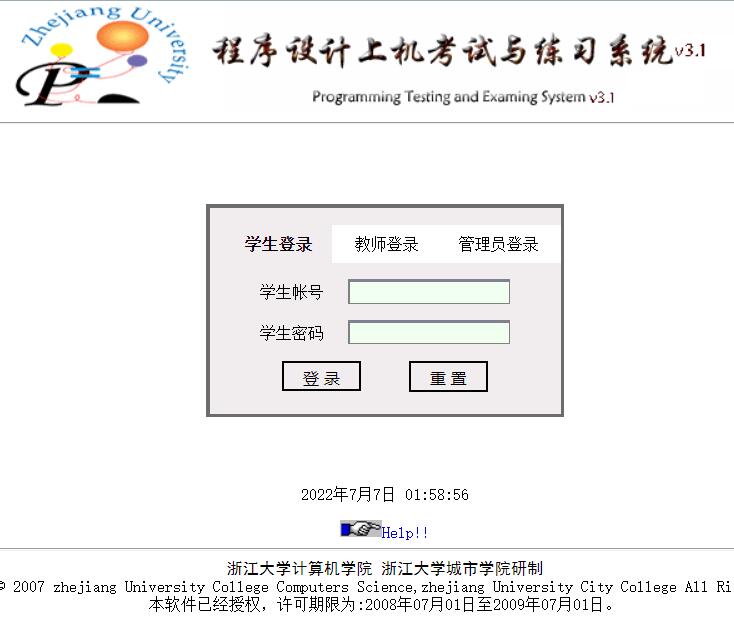 Zhejiang University
程序设计上机考试与练习系统v3.1
Programming Testing and Examing System v3.1
学生登录 教师登录 管理员登录
学生帐号
学生密码
登 录 重 置
2022年7月7日 01:58:56
Help!!
浙江大学计算机学院 浙江大学城市学院研制
© 2007 zhejiang University College Computers Science,zhejiang University City College All Ri
本软件已经授权，许可期限为:2008年07月01日至2009年07月01日。